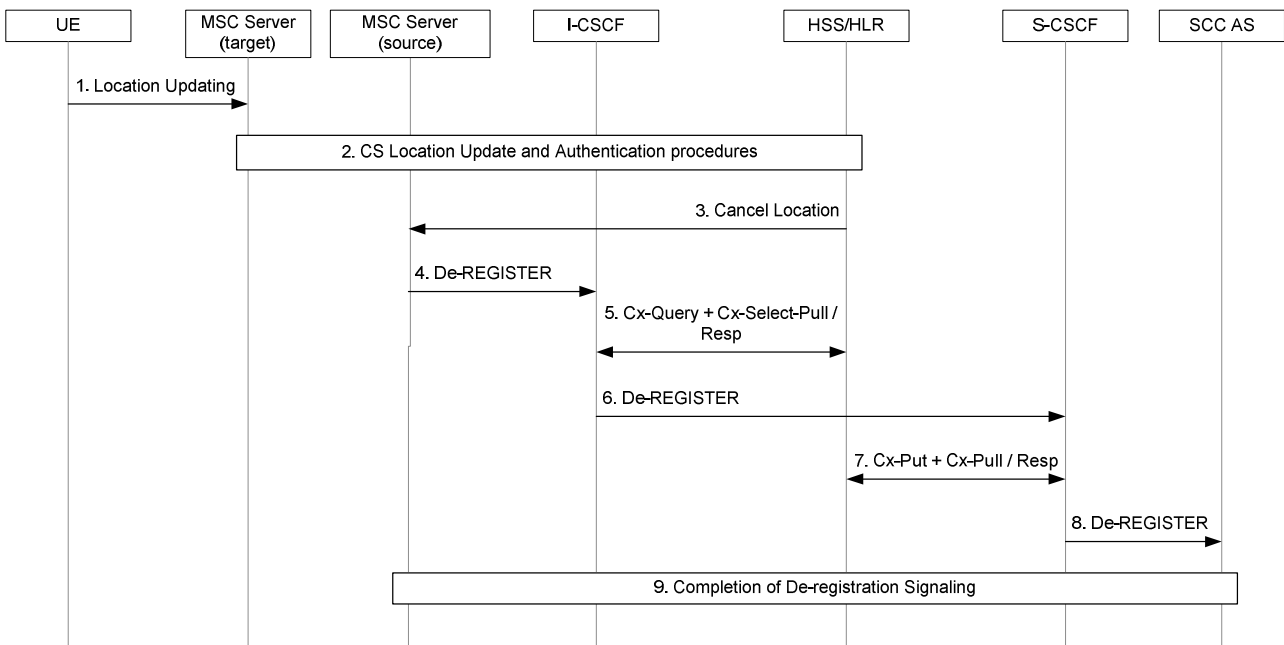 UE
MSC Server
(target)
MSC Server
(source)
I-CSCF
HSS/HLR
S-CSCF
SCC AS
1. Location Updating
2. CS Location Update and Authentication procedures
3. Cancel Location
4. De-REGISTER
5. Cx-Query + Cx-Select-Pull /
Resp
6. De-REGISTER
7. Cx-Put + Cx-Pull / Resp
8. De-REGISTER
9. Completion of De-registration Signaling